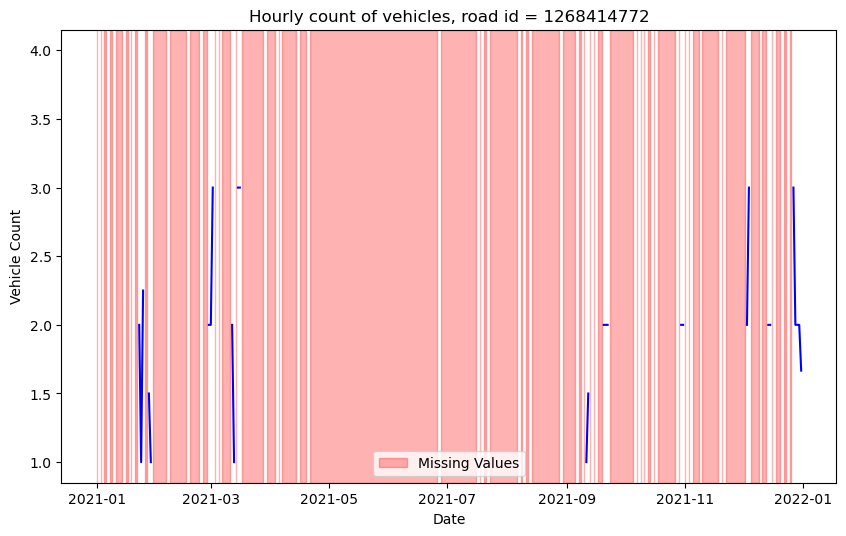 Hourly count of vehicles, road id = 1268414772
4.0
3.5
3.0
2.5
2.0
1.5
1.0
Vehicle Count
Missing Values
2021-01 2021-03 2021-05 2021-07 2021-09 2021-11 2022-01
Date